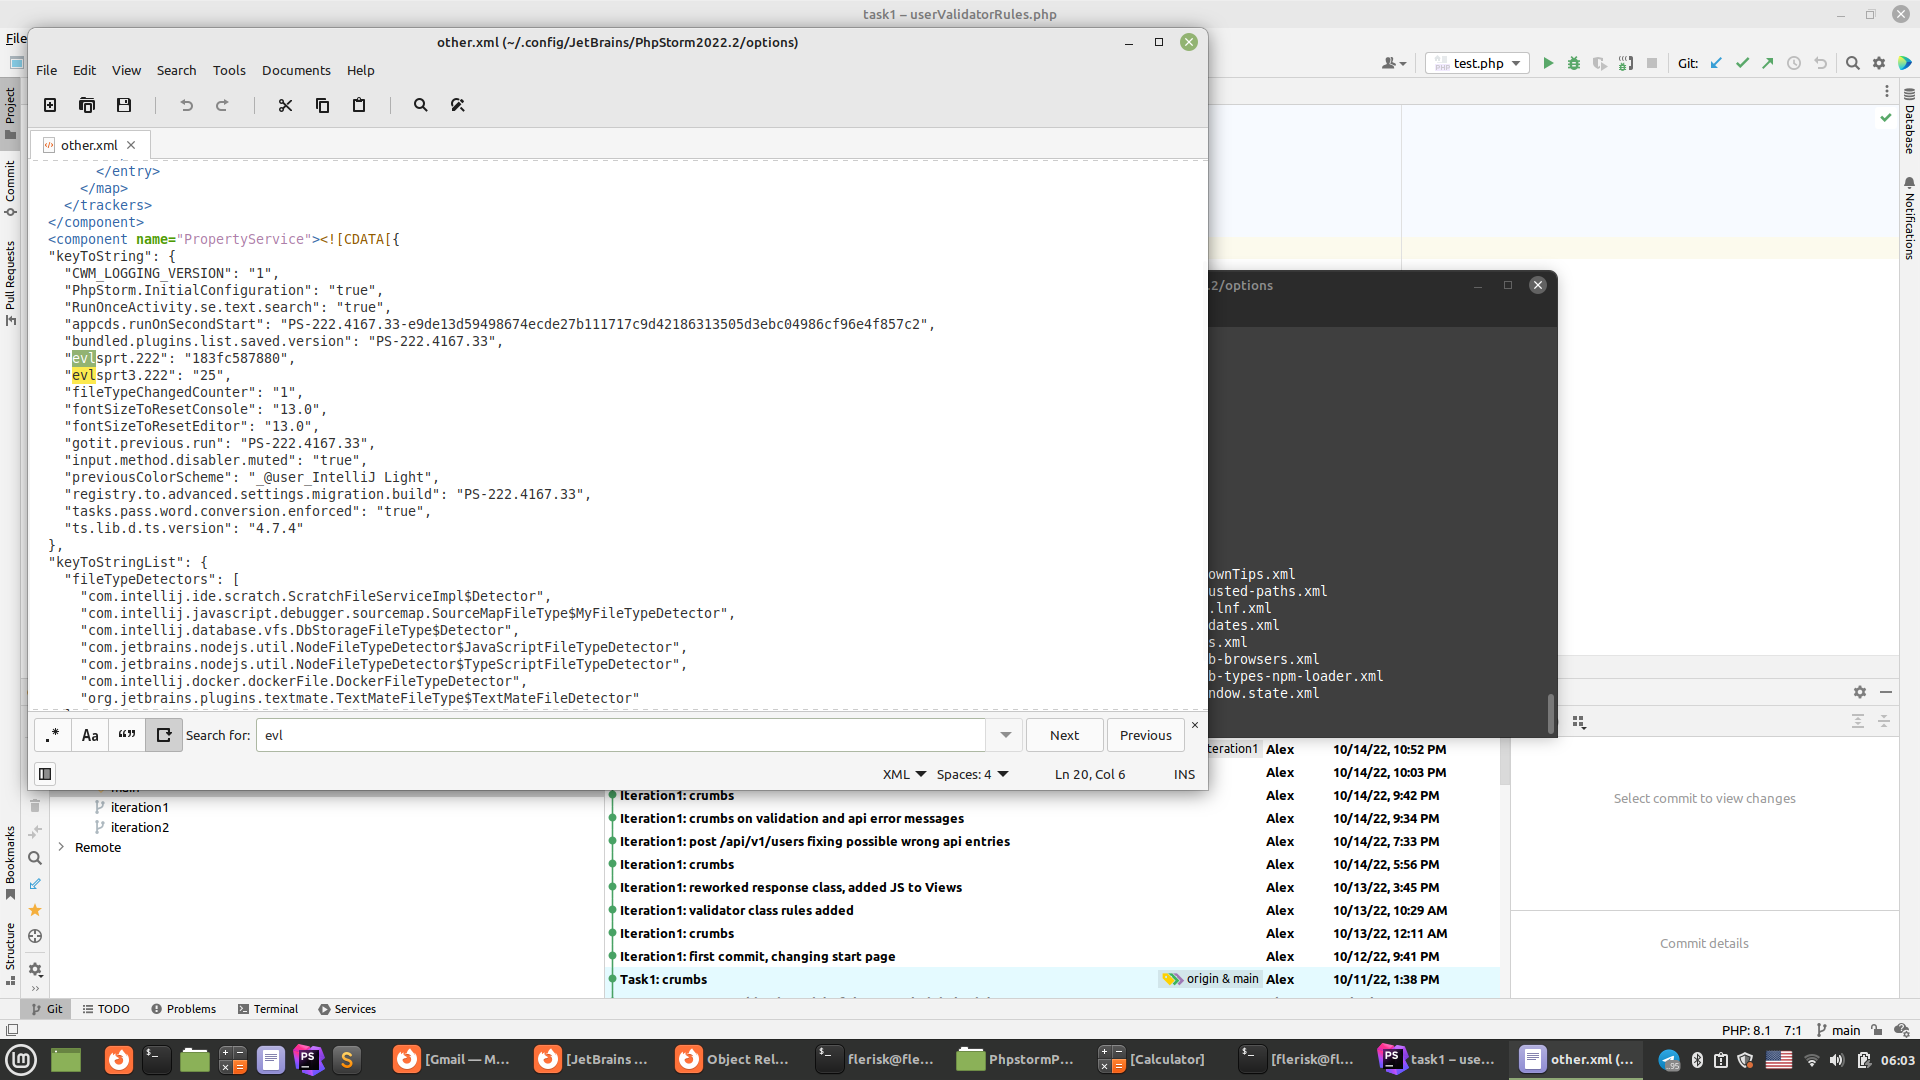 task1 – userValidatorRules.php
File
other.xml (~/.config/JetBrains/PhpStorm2022.2/options)
File Edit View Search Tools Documents Help
test.php
Git:
other.xml
</entry>
</map>
</trackers>
</component>
<component name="PropertyService"><![CDATA[{
"keyToString": {
"CWM_LOGGING_VERSION": "1",
"PhpStorm.InitialConfiguration": "true",
"RunOnceActivity.se.text.search": "true",
"appcds.runOnSecondStart": "PS-222.4167.33-e9de13d59498674ecde27b111717c9d42186313505d3ebc04986cf96e4f857c2",
"bundled.plugins.list.saved.version": "PS-222.4167.33",
"evlsprt.222": "183fc587880",
"evlsprt3.222": "25",
"fileTypeChangedCounter": "1",
"fontSizeToResetConsole": "13.0",
"fontSizeToResetEditor": "13.0",
"gotit.previous.run": "PS-222.4167.33",
"input.method.disabler.muted": "true",
"previousColorScheme": "_@user_IntelliJ Light",
"registry.to.advanced.settings.migration.build": "PS-222.4167.33",
"tasks.pass.word.conversion.enforced": "true",
"ts.lib.d.ts.version": "4.7.4"
},
"keyToStringList": {
"fileTypeDetectors": [
"com.intellij.ide.scratch.ScratchFileServiceImpl$Detector",
"com.intellij.javascript.debugger.sourcemap.SourceMapFileType$MyFileTypeDetector",
"com.intellij.database.vfs.DbStorageFileType$Detector",
"com.jetbrains.nodejs.util.NodeFileTypeDetector$JavaScriptFileTypeDetector",
"com.jetbrains.nodejs.util.NodeFileTypeDetector$TypeScriptFileTypeDetector",
"com.intellij.docker.dockerFile.DockerFileTypeDetector",
"org.jetbrains.plugins.textmate.TextMateFileType$TextMateFileDetector"
.* Aa “” Search for: evl Next Previous
XML Spaces: 4 Ln 20, Col 6 INS
.2/options
ownTips.xml
usted-paths.xml
.lnf.xml
dates.xml
s.xml
b-browsers.xml
b-types-npm-loader.xml
ndow.state.xml
Project
Commit
Pull Requests
Bookmarks
Structure
Database
Notifications
main
iteration1
iteration2
Remote
teration1 Alex 10/14/22, 10:52 PM
Alex 10/14/22, 10:03 PM
Iteration1: crumbs Alex 10/14/22, 9:42 PM
Iteration1: crumbs on validation and api error messages Alex 10/14/22, 9:34 PM
Iteration1: post /api/v1/users fixing possible wrong api entries Alex 10/14/22, 7:33 PM
Iteration1: crumbs Alex 10/14/22, 5:56 PM
Iteration1: reworked response class, added JS to Views Alex 10/13/22, 3:45 PM
Iteration1: validator class rules added Alex 10/13/22, 10:29 AM
Iteration1: crumbs Alex 10/13/22, 12:11 AM
Iteration1: first commit, changing start page Alex 10/12/22, 9:41 PM
Task1: crumbs origin & main Alex 10/11/22, 1:38 PM
Select commit to view changes
Commit details
Git TODO Problems Terminal Services
PHP: 8.1 7:1 main
[Gmail — M... [JetBrains ... Object Rel... flerisk@fle... PhpstormP... [Calculator] [flerisk@fl... task1 – use... other.xml (... 06:03